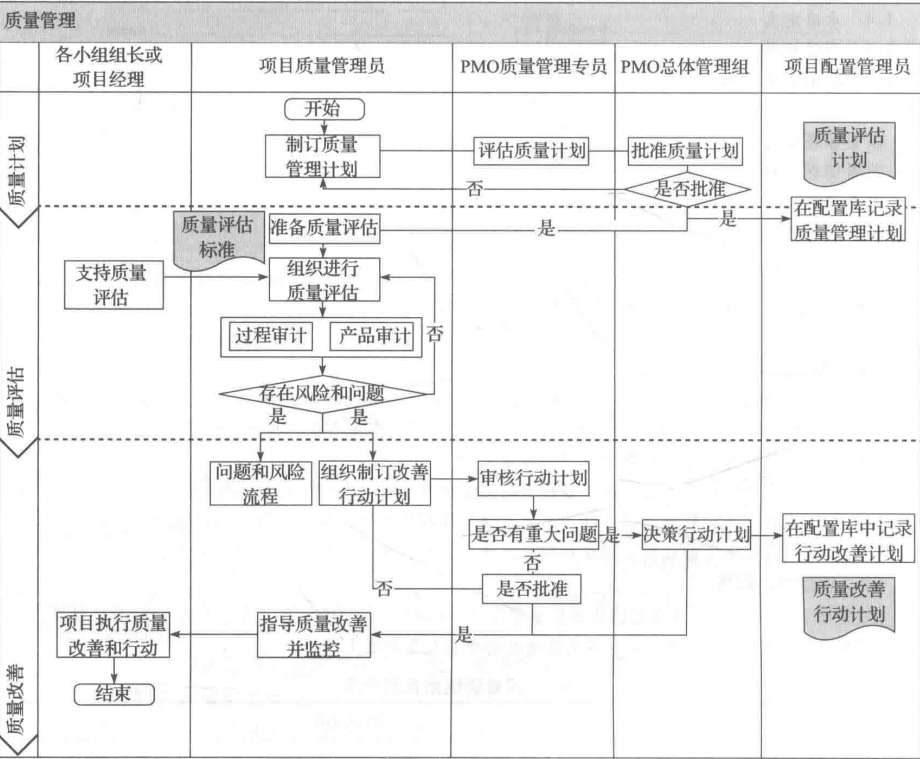 质量管理
各小组组长或
项目经理
项目质量管理员
PMO质量管理专员
PMO总体管理组
项目配置管理员
质量计划
开始
制订质量
管理计划
评估质量计划
批准质量计划
质量评估
计划
否
是否批准
质量评估
质量评估
标准
准备质量评估
是
是
在配置库记录
质量管理计划
支持质量
评估
组织进行
质量评估
过程审计
产品审计
否
存在风险和问题
是
是
质量改善
问题和风险
流程
组织制订改善
行动计划
审核行动计划
是否有重大问题
是
决策行动计划
在配置库中记录
行动改善计划
否
否
是否批准
质量改善
行动计划
项目执行质量
改善和行动
指导质量改善
并监控
是
结束